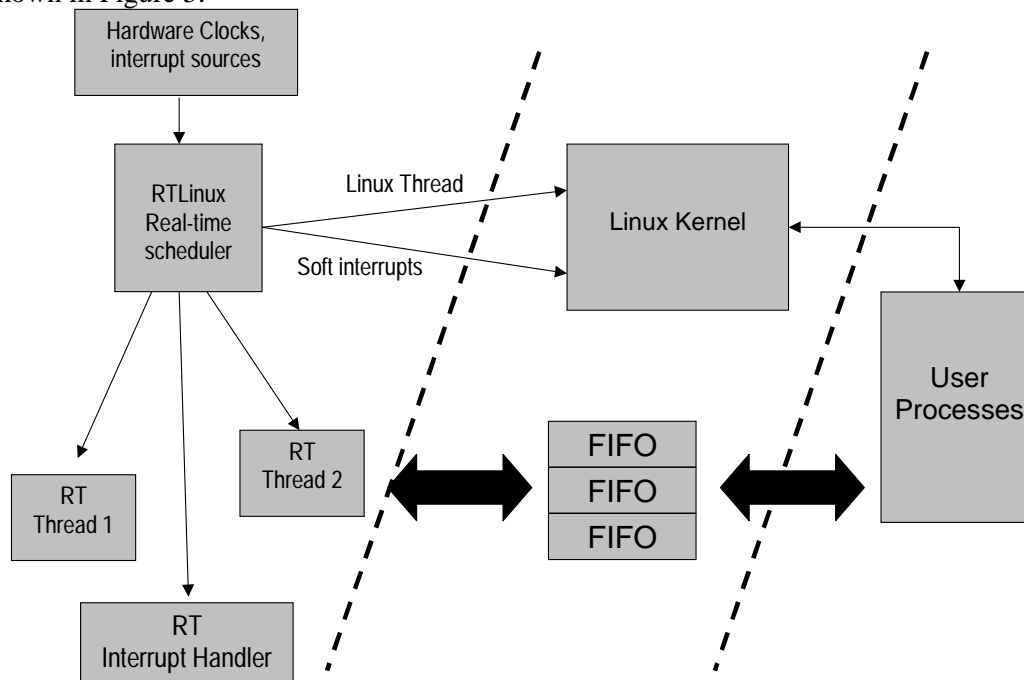 nown in Figure 3.
Hardware Clocks,
interrupt sources
RTLinux
Real-time
scheduler
Linux Thread
Soft interrupts
Linux Kernel
User
Processes
RT
Thread 2
RT
Thread 1
FIFO
FIFO
FIFO
RT
Interrupt Handler